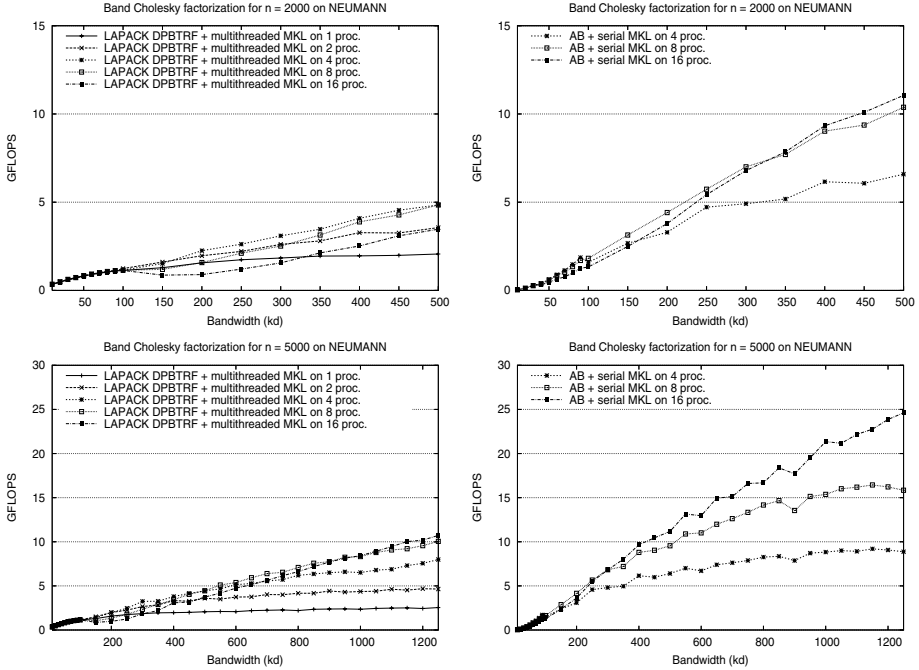 Band Cholesky factorization for n = 2000 on NEUMANN
GFLOPS
15
10
5
0
LAPACK DPBTRF + multithreaded MKL on 1 proc.
LAPACK DPBTRF + multithreaded MKL on 2 proc.
LAPACK DPBTRF + multithreaded MKL on 4 proc.
LAPACK DPBTRF + multithreaded MKL on 8 proc.
LAPACK DPBTRF + multithreaded MKL on 16 proc.
50 100 150 200 250 300 350 400 450 500
Bandwidth (kd)
Band Cholesky factorization for n = 2000 on NEUMANN
GFLOPS
15
10
5
0
AB + serial MKL on 4 proc.
AB + serial MKL on 8 proc.
AB + serial MKL on 16 proc.
50 100 150 200 250 300 350 400 450 500
Bandwidth (kd)
Band Cholesky factorization for n = 5000 on NEUMANN
GFLOPS
30
25
20
15
10
5
0
LAPACK DPBTRF + multithreaded MKL on 1 proc.
LAPACK DPBTRF + multithreaded MKL on 2 proc.
LAPACK DPBTRF + multithreaded MKL on 4 proc.
LAPACK DPBTRF + multithreaded MKL on 8 proc.
LAPACK DPBTRF + multithreaded MKL on 16 proc.
200 400 600 800 1000 1200
Bandwidth (kd)
Band Cholesky factorization for n = 5000 on NEUMANN
GFLOPS
30
25
20
15
10
5
0
AB + serial MKL on 4 proc.
AB + serial MKL on 8 proc.
AB + serial MKL on 16 proc.
200 400 600 800 1000 1200
Bandwidth (kd)